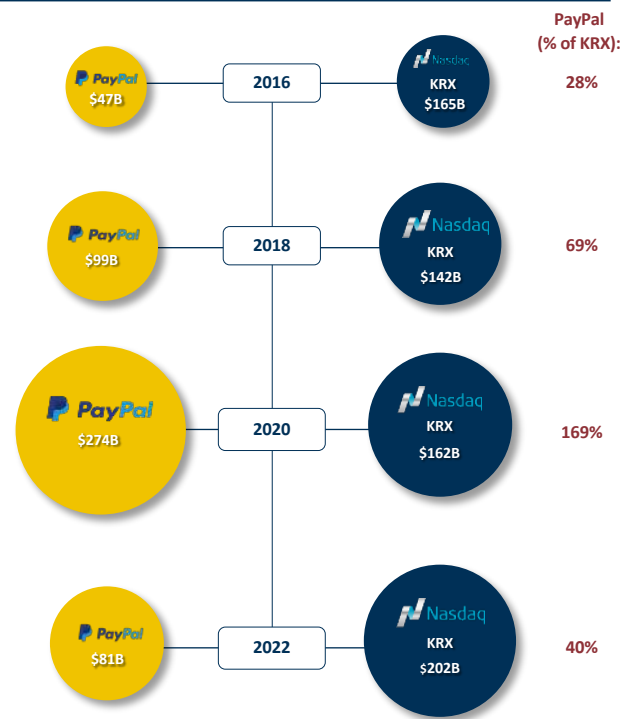 PayPal
(% of KRX):
PayPal
$47B
2016
Nasdaq
KRX
$165B
28%
PayPal
$99B
2018
Nasdaq
KRX
$142B
69%
PayPal
$274B
2020
Nasdaq
KRX
$162B
169%
PayPal
$81B
2022
Nasdaq
KRX
$202B
40%